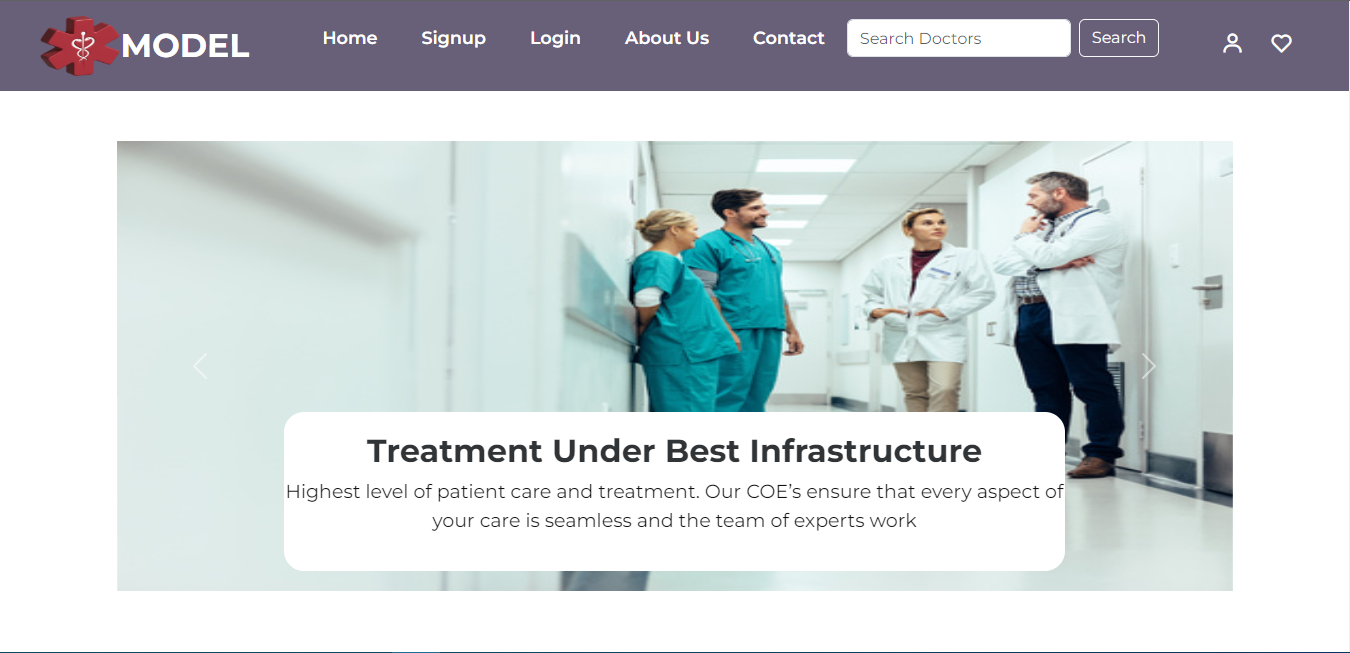 MODEL
Home
Signup
Login
About Us
Contact
Search Doctors
Search
Treatment Under Best Infrastructure
Highest level of patient care and treatment. Our COE’s ensure that every aspect of
your care is seamless and the team of experts work